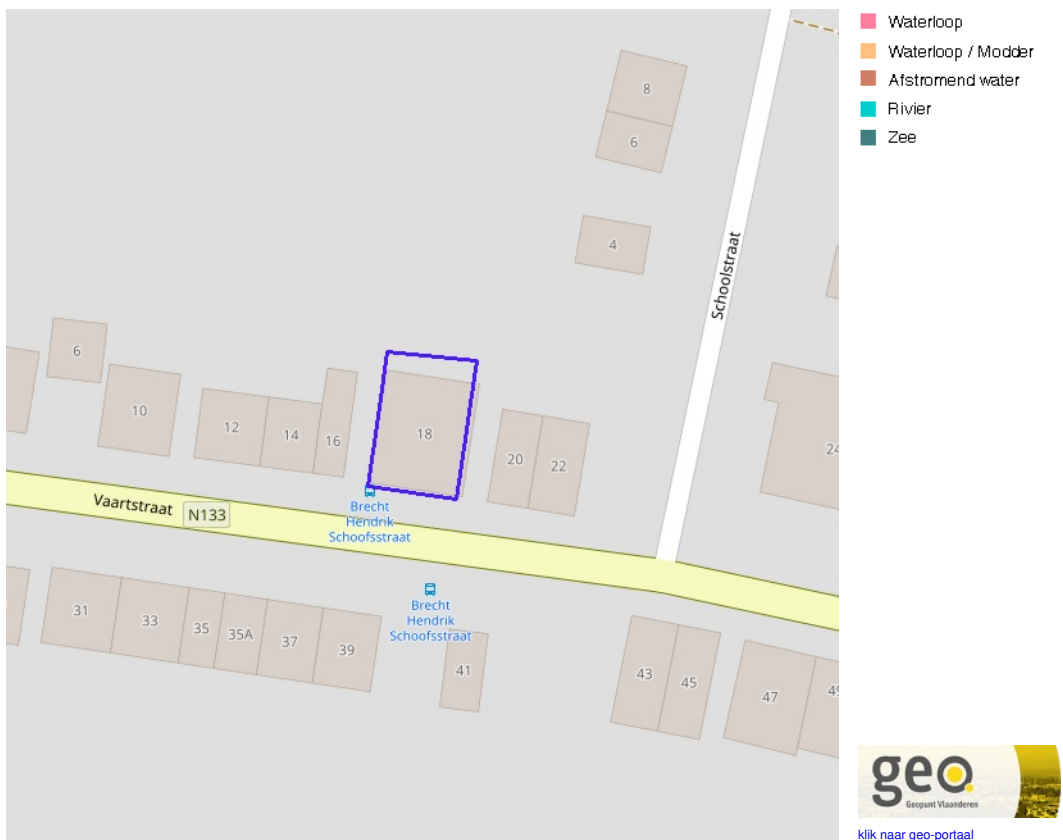 Waterloop
Waterloop / Modder
Afstromend water
Rivier
Zee
8
6
4
Schoolstraat
6
10
12
14
16
18
20
22
24
Vaartstraat
N133
Brecht
Hendrik
Schoofsstraat
Brecht
Hendrik
Schoofsstraat
31
33
35
35A
37
39
41
43
45
47
geo.
Geopunt Vlaanderen
klik naar geo-portaal